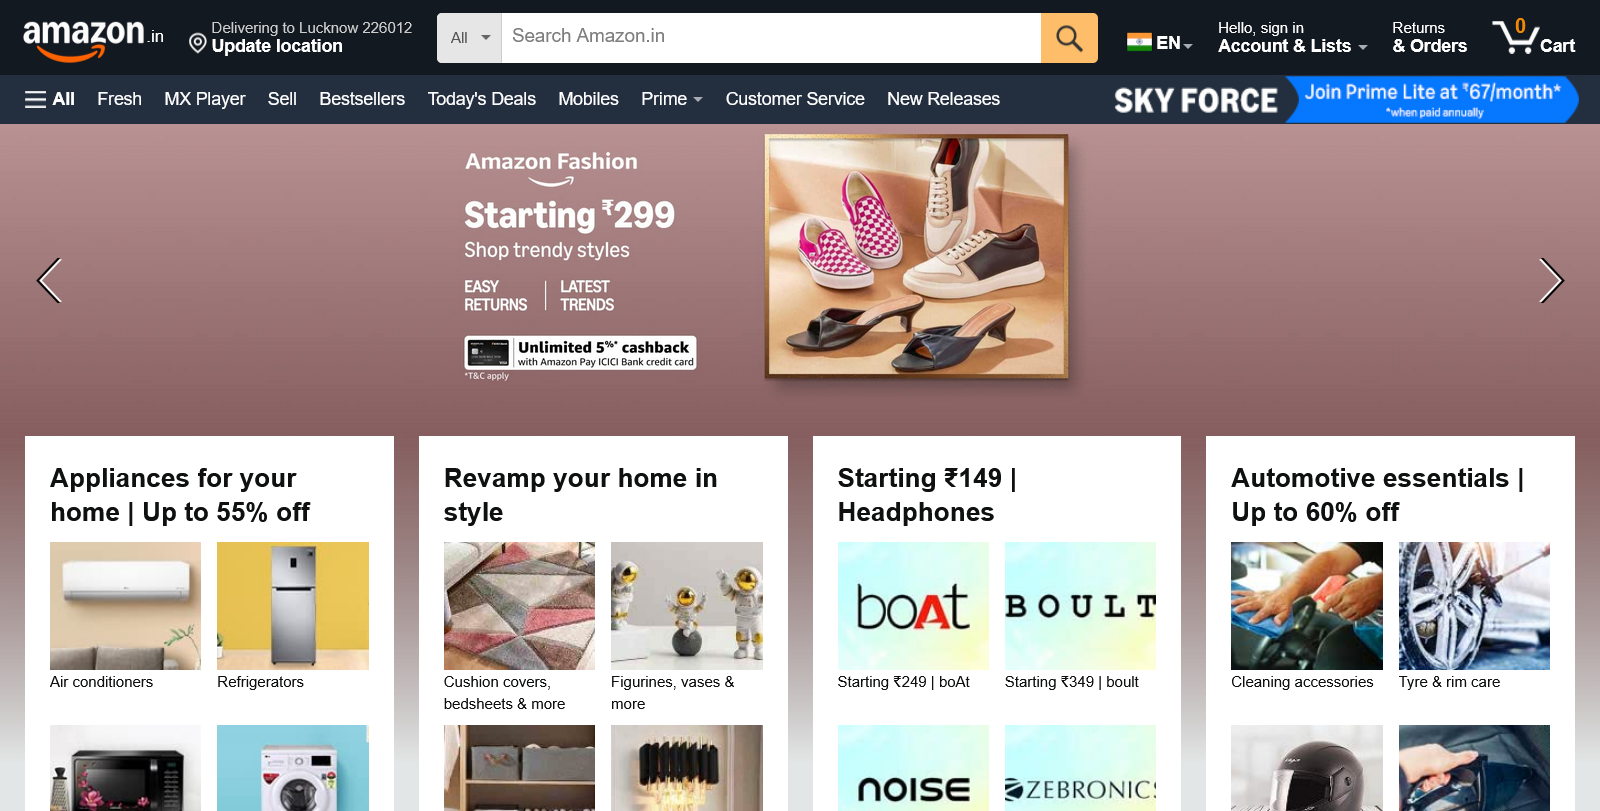 amazon.in
Delivering to Lucknow 226012
Update location
All
Search Amazon.in
EN
Hello, sign in
Account & Lists
Returns
& Orders
0
Cart
All
Fresh
MX Player
Sell
Bestsellers
Today's Deals
Mobiles
Prime
Customer Service
New Releases
SKY FORCE
Join Prime Lite at ₹67/month*
*when paid annually
Amazon Fashion
Starting ₹299
Shop trendy styles
EASY RETURNS
LATEST TRENDS
Unlimited 5%* cashback
with Amazon Pay ICICI Bank credit card
*T&C apply
Appliances for your
home | Up to 55% off
Air conditioners
Refrigerators
Revamp your home in
style
Cushion covers,
bedsheets & more
Figurines, vases &
more
Starting ₹149 |
Headphones
boAt
BOULT
Starting ₹249 | boAt
Starting ₹349 | boult
NOISE
ZEBRONICS
Automotive essentials |
Up to 60% off
Cleaning accessories
Tyre & rim care